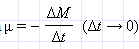 μ = − ΔM/Δt (Δt → 0)